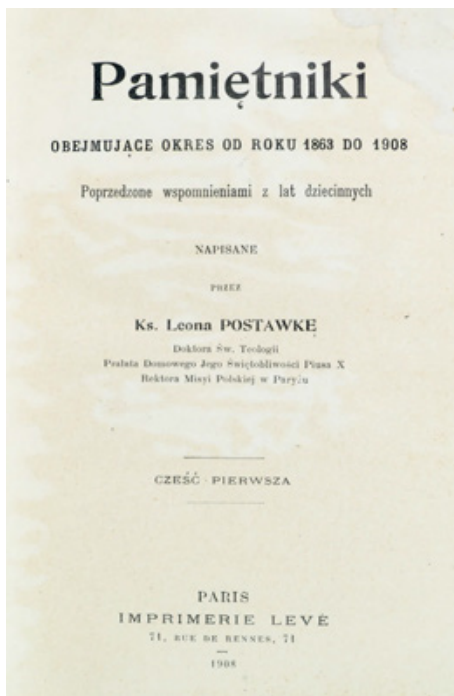 Pamiętniki
OBEJMUJĄCE OKRES OD ROKU 1863 DO 1908
Poprzedzone wspomnieniami z lat dziecinnych
NAPISANE
PRZEZ
Ks. Leona POSTAWKĘ
Doktora Św. Teologii
Prałata Domowego Jego Świętobliwości Piusa X
Rektora Misyi Polskiej w Paryżu
CZEŚĆ PIERWSZA
PARIS
IMPRIMERIE LEVÉ
71, RUE DE RENNES, 71
1908